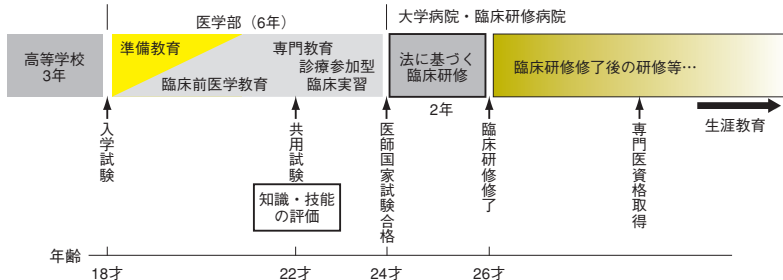 医学部（6年）
大学病院・臨床研修病院
高等学校
3年
準備教育
臨床前医学教育
専門教育
診療参加型
臨床実習
法に基づく
臨床研修
2年
臨床研修修了後の研修等…
生涯教育
入学試験
共用試験
知識・技能
の評価
医師国家試験合格
臨床研修修了
専門医資格取得
年齢
18才
22才
24才
26才